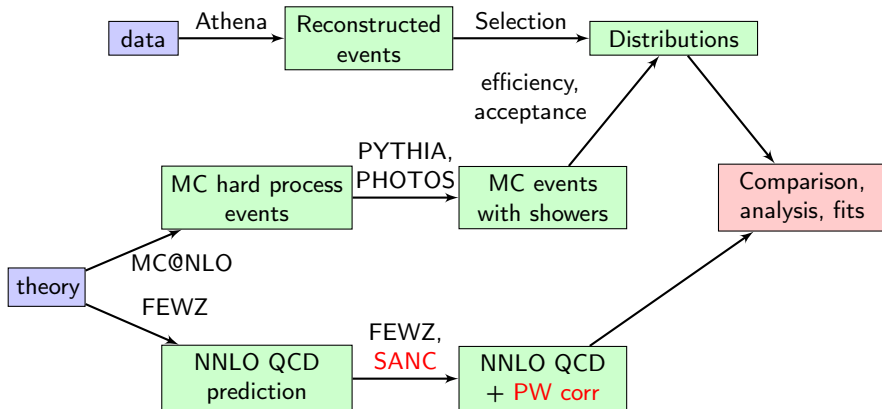 Athena
Selection
data
Reconstructed
events
Distributions
efficiency,
acceptance
PYTHIA,
PHOTOS
MC hard process
events
MC events
with showers
Comparison,
analysis, fits
MC@NLO
theory
FEWZ
FEWZ,
SANC
NNLO QCD
prediction
NNLO QCD
+ PW corr